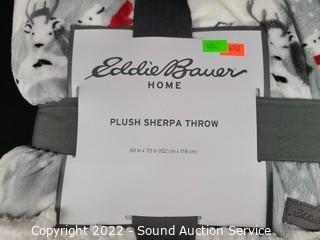 Eddie Bauer
HOME
PLUSH SHERPA THROW
60 in x 70 in (152 cm x 178 cm)
Eddie
Copyright 2022 - Sound Auction Service